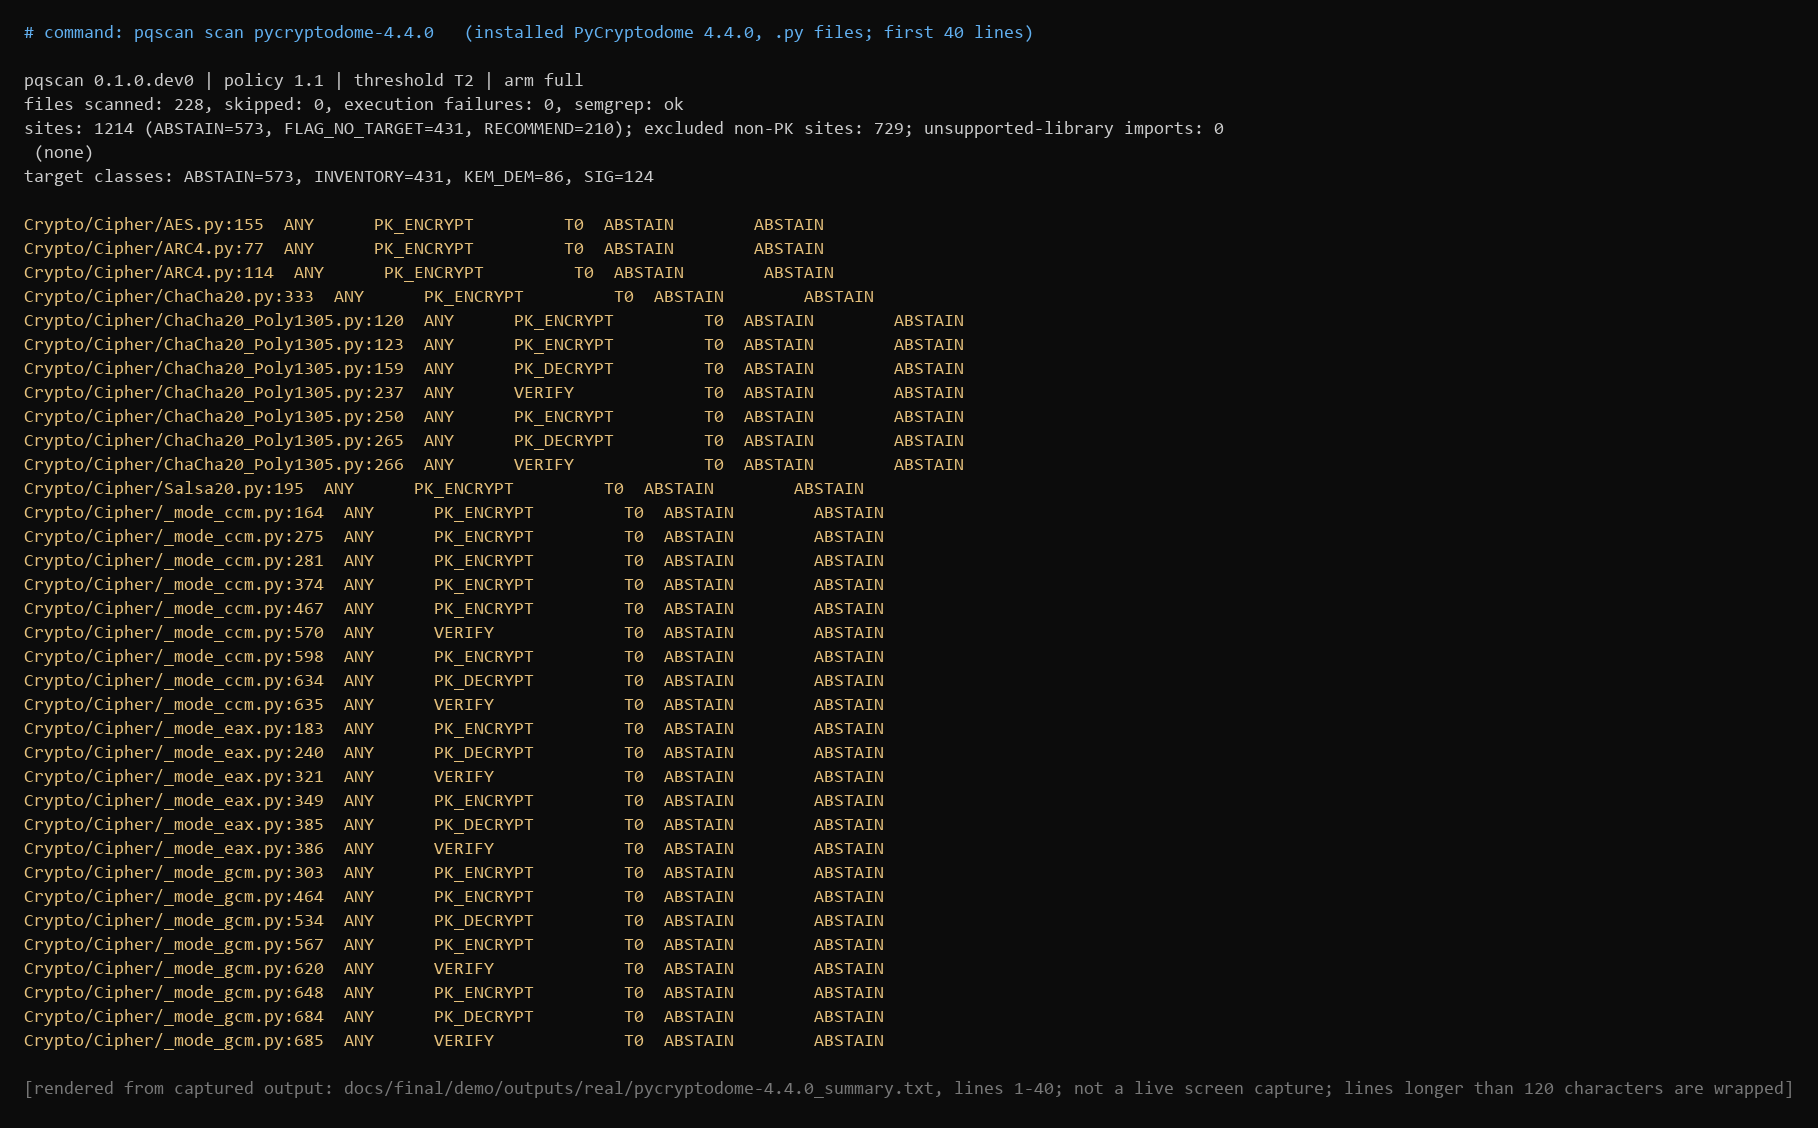 # command: pqscan scan pycryptodome-4.4.0   (installed PyCryptodome 4.4.0, .py files; first 40 lines)
pqscan 0.1.0.dev0 | policy 1.1 | threshold T2 | arm full
files scanned: 228, skipped: 0, execution failures: 0, semgrep: ok
sites: 1214 (ABSTAIN=573, FLAG_NO_TARGET=431, RECOMMEND=210); excluded non-PK sites: 729; unsupported-library imports: 0
 (none)
target classes: ABSTAIN=573, INVENTORY=431, KEM_DEM=86, SIG=124
Crypto/Cipher/AES.py:155  ANY      PK_ENCRYPT         T0  ABSTAIN        ABSTAIN
Crypto/Cipher/ARC4.py:77  ANY      PK_ENCRYPT         T0  ABSTAIN        ABSTAIN
Crypto/Cipher/ARC4.py:114  ANY      PK_ENCRYPT         T0  ABSTAIN        ABSTAIN
Crypto/Cipher/ChaCha20.py:333  ANY      PK_ENCRYPT         T0  ABSTAIN        ABSTAIN
Crypto/Cipher/ChaCha20_Poly1305.py:120  ANY      PK_ENCRYPT         T0  ABSTAIN        ABSTAIN
Crypto/Cipher/ChaCha20_Poly1305.py:123  ANY      PK_ENCRYPT         T0  ABSTAIN        ABSTAIN
Crypto/Cipher/ChaCha20_Poly1305.py:159  ANY      PK_DECRYPT         T0  ABSTAIN        ABSTAIN
Crypto/Cipher/ChaCha20_Poly1305.py:237  ANY      VERIFY             T0  ABSTAIN        ABSTAIN
Crypto/Cipher/ChaCha20_Poly1305.py:250  ANY      PK_ENCRYPT         T0  ABSTAIN        ABSTAIN
Crypto/Cipher/ChaCha20_Poly1305.py:265  ANY      PK_DECRYPT         T0  ABSTAIN        ABSTAIN
Crypto/Cipher/ChaCha20_Poly1305.py:266  ANY      VERIFY             T0  ABSTAIN        ABSTAIN
Crypto/Cipher/Salsa20.py:195  ANY      PK_ENCRYPT         T0  ABSTAIN        ABSTAIN
Crypto/Cipher/_mode_ccm.py:164  ANY      PK_ENCRYPT         T0  ABSTAIN        ABSTAIN
Crypto/Cipher/_mode_ccm.py:275  ANY      PK_ENCRYPT         T0  ABSTAIN        ABSTAIN
Crypto/Cipher/_mode_ccm.py:281  ANY      PK_ENCRYPT         T0  ABSTAIN        ABSTAIN
Crypto/Cipher/_mode_ccm.py:374  ANY      PK_ENCRYPT         T0  ABSTAIN        ABSTAIN
Crypto/Cipher/_mode_ccm.py:467  ANY      PK_ENCRYPT         T0  ABSTAIN        ABSTAIN
Crypto/Cipher/_mode_ccm.py:570  ANY      VERIFY             T0  ABSTAIN        ABSTAIN
Crypto/Cipher/_mode_ccm.py:598  ANY      PK_ENCRYPT         T0  ABSTAIN        ABSTAIN
Crypto/Cipher/_mode_ccm.py:634  ANY      PK_DECRYPT         T0  ABSTAIN        ABSTAIN
Crypto/Cipher/_mode_ccm.py:635  ANY      VERIFY             T0  ABSTAIN        ABSTAIN
Crypto/Cipher/_mode_eax.py:183  ANY      PK_ENCRYPT         T0  ABSTAIN        ABSTAIN
Crypto/Cipher/_mode_eax.py:240  ANY      PK_DECRYPT         T0  ABSTAIN        ABSTAIN
Crypto/Cipher/_mode_eax.py:321  ANY      VERIFY             T0  ABSTAIN        ABSTAIN
Crypto/Cipher/_mode_eax.py:349  ANY      PK_ENCRYPT         T0  ABSTAIN        ABSTAIN
Crypto/Cipher/_mode_eax.py:385  ANY      PK_DECRYPT         T0  ABSTAIN        ABSTAIN
Crypto/Cipher/_mode_eax.py:386  ANY      VERIFY             T0  ABSTAIN        ABSTAIN
Crypto/Cipher/_mode_gcm.py:303  ANY      PK_ENCRYPT         T0  ABSTAIN        ABSTAIN
Crypto/Cipher/_mode_gcm.py:464  ANY      PK_ENCRYPT         T0  ABSTAIN        ABSTAIN
Crypto/Cipher/_mode_gcm.py:534  ANY      PK_DECRYPT         T0  ABSTAIN        ABSTAIN
Crypto/Cipher/_mode_gcm.py:567  ANY      PK_ENCRYPT         T0  ABSTAIN        ABSTAIN
Crypto/Cipher/_mode_gcm.py:620  ANY      VERIFY             T0  ABSTAIN        ABSTAIN
Crypto/Cipher/_mode_gcm.py:648  ANY      PK_ENCRYPT         T0  ABSTAIN        ABSTAIN
Crypto/Cipher/_mode_gcm.py:684  ANY      PK_DECRYPT         T0  ABSTAIN        ABSTAIN
Crypto/Cipher/_mode_gcm.py:685  ANY      VERIFY             T0  ABSTAIN        ABSTAIN
[rendered from captured output: docs/final/demo/outputs/real/pycryptodome-4.4.0_summary.txt, lines 1-40; not a live screen capture; lines longer than 120 characters are wrapped]